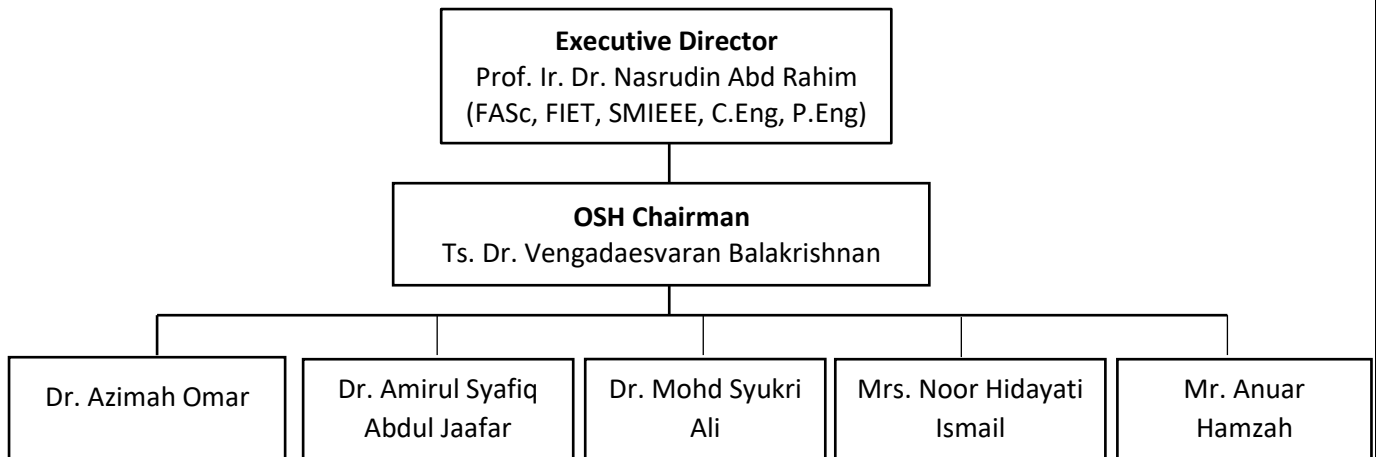 Executive Director
Prof. Ir. Dr. Nasrudin Abd Rahim
(FASc, FIET, SMIEEE, C.Eng, P.Eng)
OSH Chairman
Ts. Dr. Vengadaesvaran Balakrishnan
Dr. Azimah Omar
Dr. Amirul Syafiq
Abdul Jaafar
Dr. Mohd Syukri
Ali
Mrs. Noor Hidayati
Ismail
Mr. Anuar
Hamzah